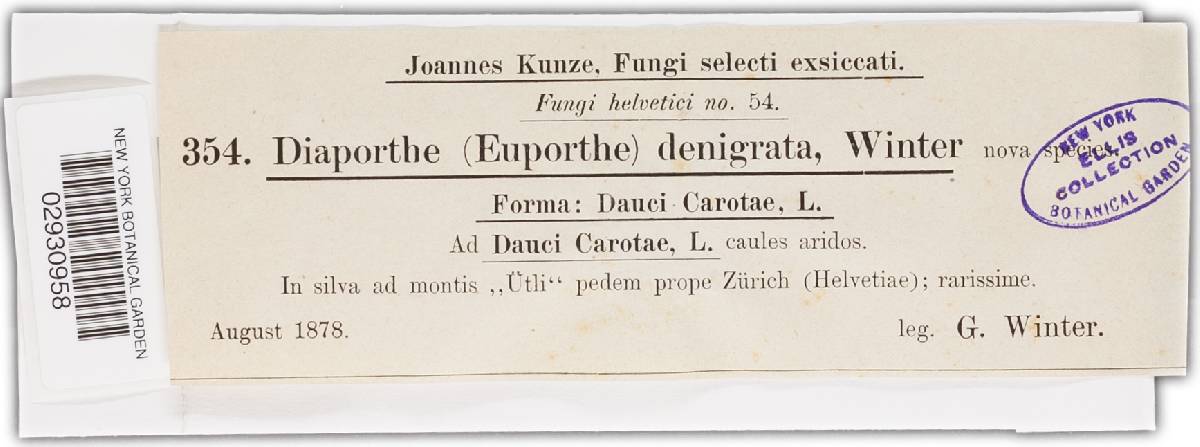 Joannes Kunze, Fungi selecti exsiccati.
Fungi helvetici no. 54.
354. Diaporthe (Euporthe) denigrata, Winter nova species.
Forma: Dauci Carotae, L.
Ad Dauci Carotae, L. caules aridos.
In silva ad montis „Ütli“ pedem prope Zürich (Helvetiae); rarissime.
August 1878.
leg. G. Winter.
NEW YORK
ELLIS
COLLECTION
BOTANICAL GARDEN
NEW YORK BOTANICAL GARDEN
02930958